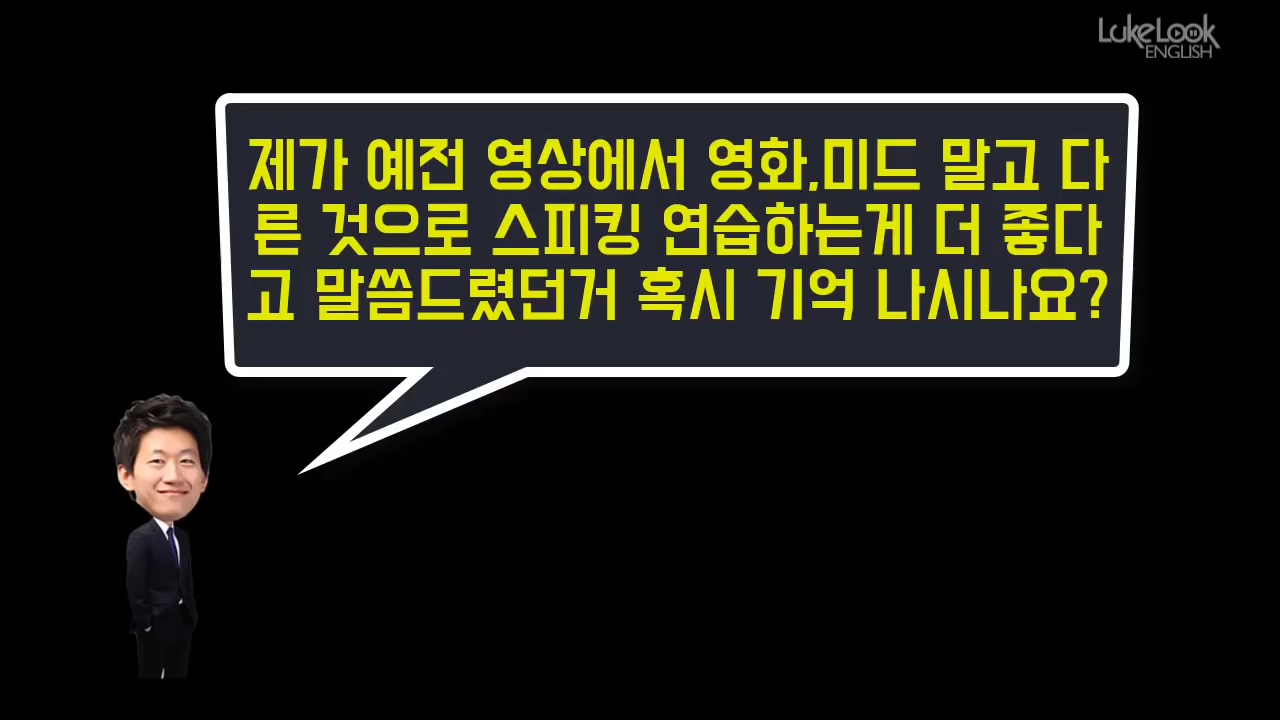 LukeLook
ENGLISH
제가 예전 영상에서 영화,미드 말고 다
른 것으로 스피킹 연습하는게 더 좋다
고 말씀드렸던거 혹시 기억 나시나요?